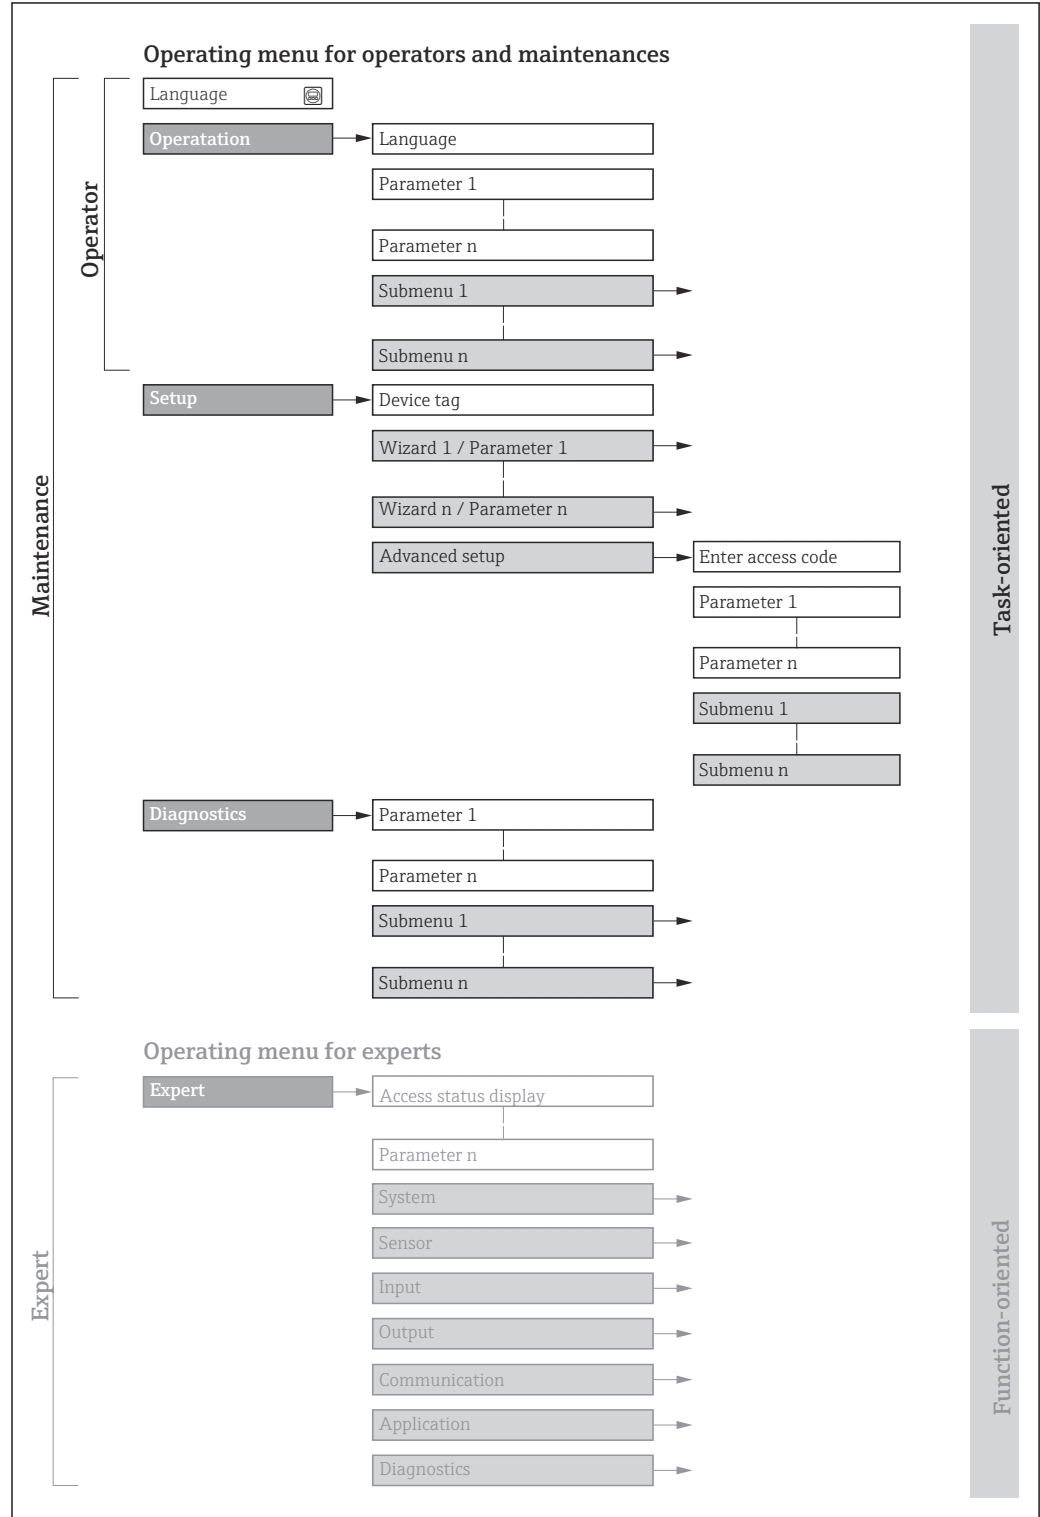 Operating menu for operators and maintenances
Language
Operatation
Language
Parameter 1
Parameter n
Submenu 1
Submenu n
Operator
Setup
Device tag
Wizard 1 / Parameter 1
Wizard n / Parameter n
Advanced setup
Enter access code
Parameter 1
Parameter n
Submenu 1
Submenu n
Maintenance
Task-oriented
Diagnostics
Parameter 1
Parameter n
Submenu 1
Submenu n
Operating menu for experts
Expert
Access status display
Parameter n
System
Sensor
Input
Output
Communication
Application
Diagnostics
Expert
Function-oriented